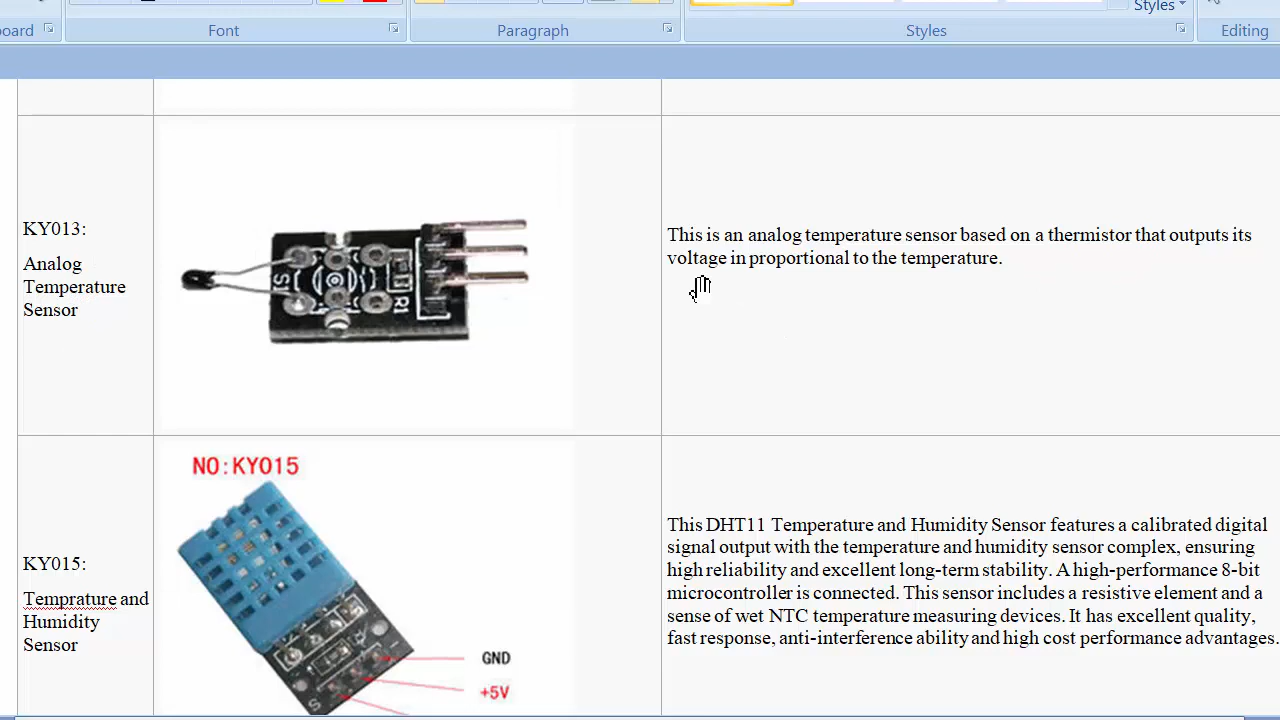 Styles
board
Font
Paragraph
Styles
Editing
KY013:
Analog
Temperature
Sensor
S
R1
This is an analog temperature sensor based on a thermistor that outputs its
voltage in proportional to the temperature.
KY015:
Temprature and
Humidity
Sensor
NO:KY015
GND
+5V
S
This DHT11 Temperature and Humidity Sensor features a calibrated digital
signal output with the temperature and humidity sensor complex, ensuring
high reliability and excellent long-term stability. A high-performance 8-bit
microcontroller is connected. This sensor includes a resistive element and a
sense of wet NTC temperature measuring devices. It has excellent quality,
fast response, anti-interference ability and high cost performance advantages.